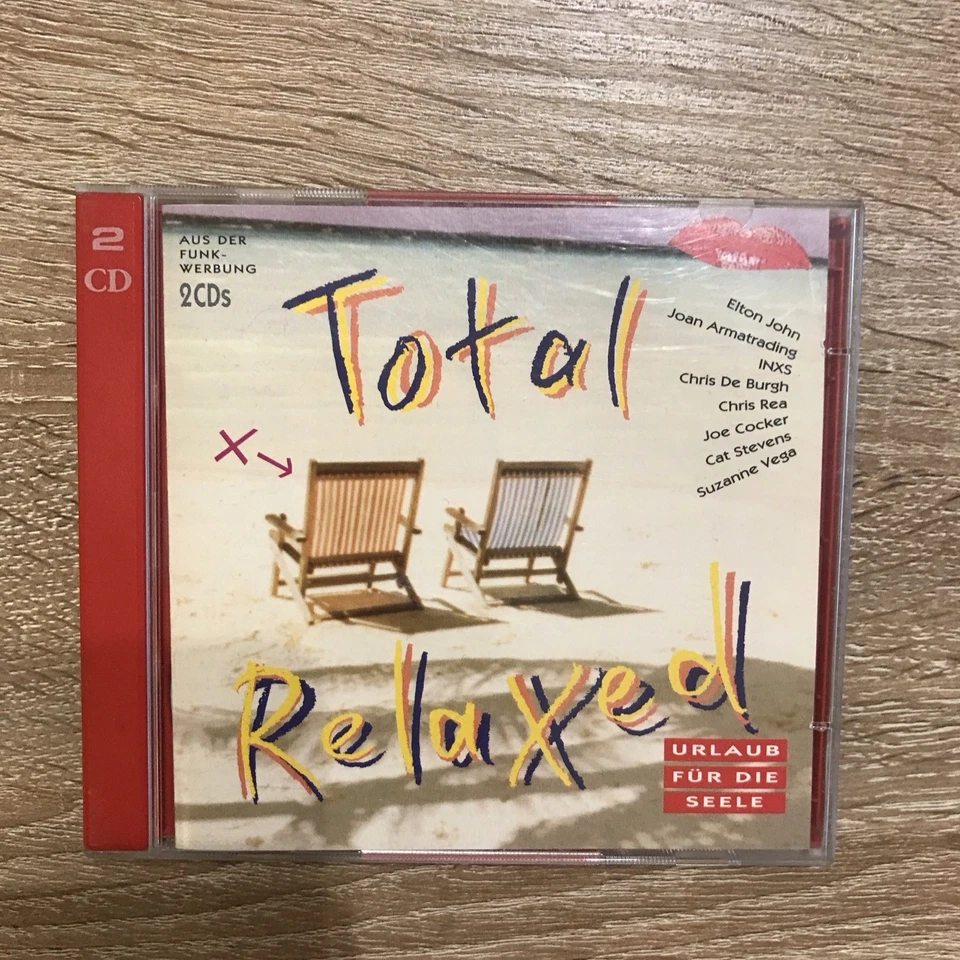 2
CD
AUS DER
FUNK-
WERBUNG
2CDs
Total
Elton John
Joan Armatrading
INXS
Chris De Burgh
Chris Rea
Joe Cocker
Cat Stevens
Suzanne Vega
X
Relaxed
URLAUB
FÜR DIE
SEELE